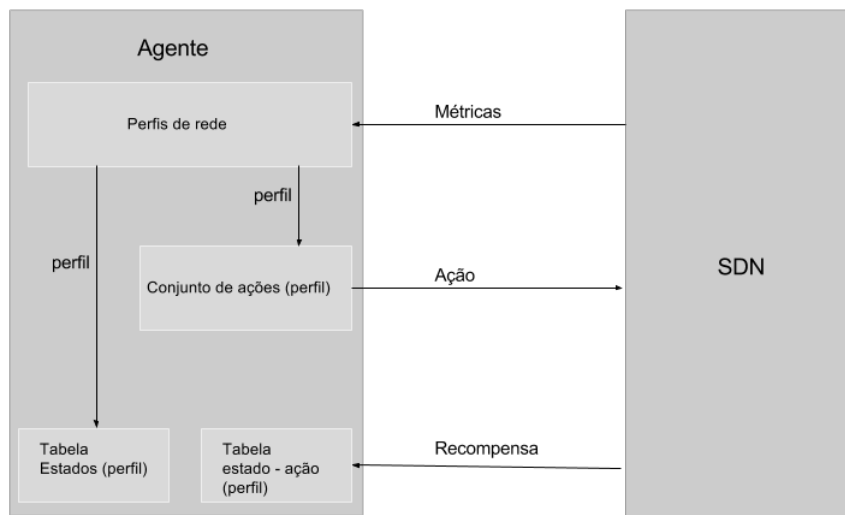 Agente
Perfis de rede
Métricas
perfil
perfil
Conjunto de ações (perfil)
Ação
SDN
Tabela
Estados (perfil)
Tabela
estado - ação
(perfil)
Recompensa